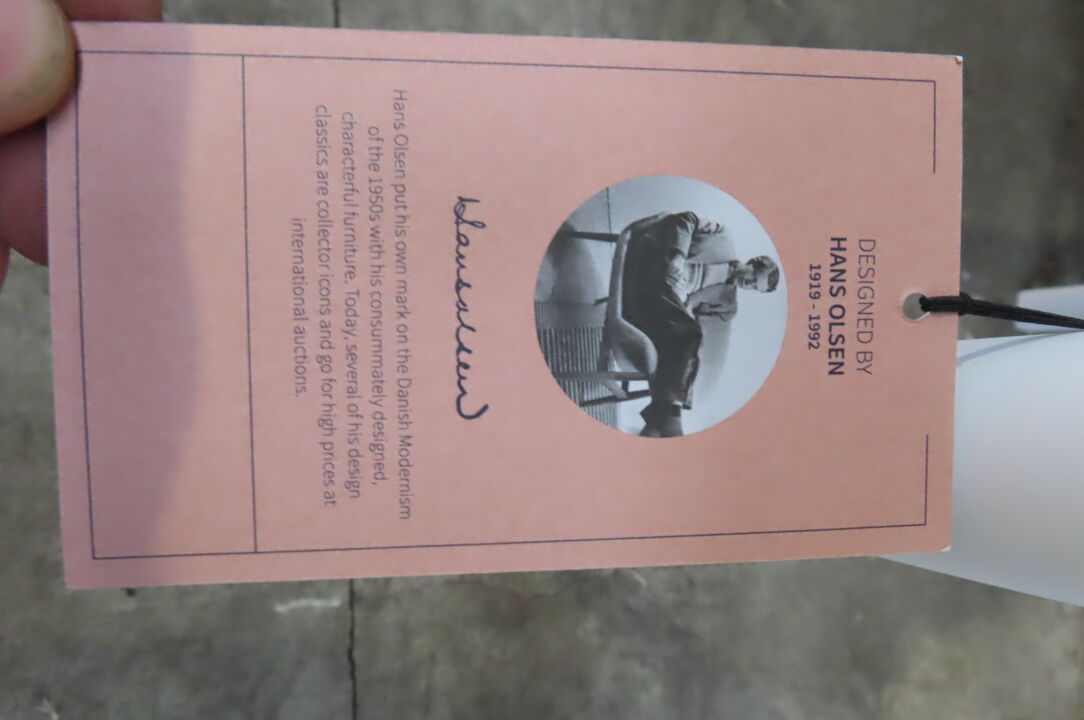 DESIGNED BY
HANS OLSEN
1919 - 1992
Hans Olsen
Hans Olsen put his own mark on the Danish Modernism
of the 1950s with his consummately designed,
characterful furniture. Today, several of his design
classics are collector icons and go for high prices at
international auctions.